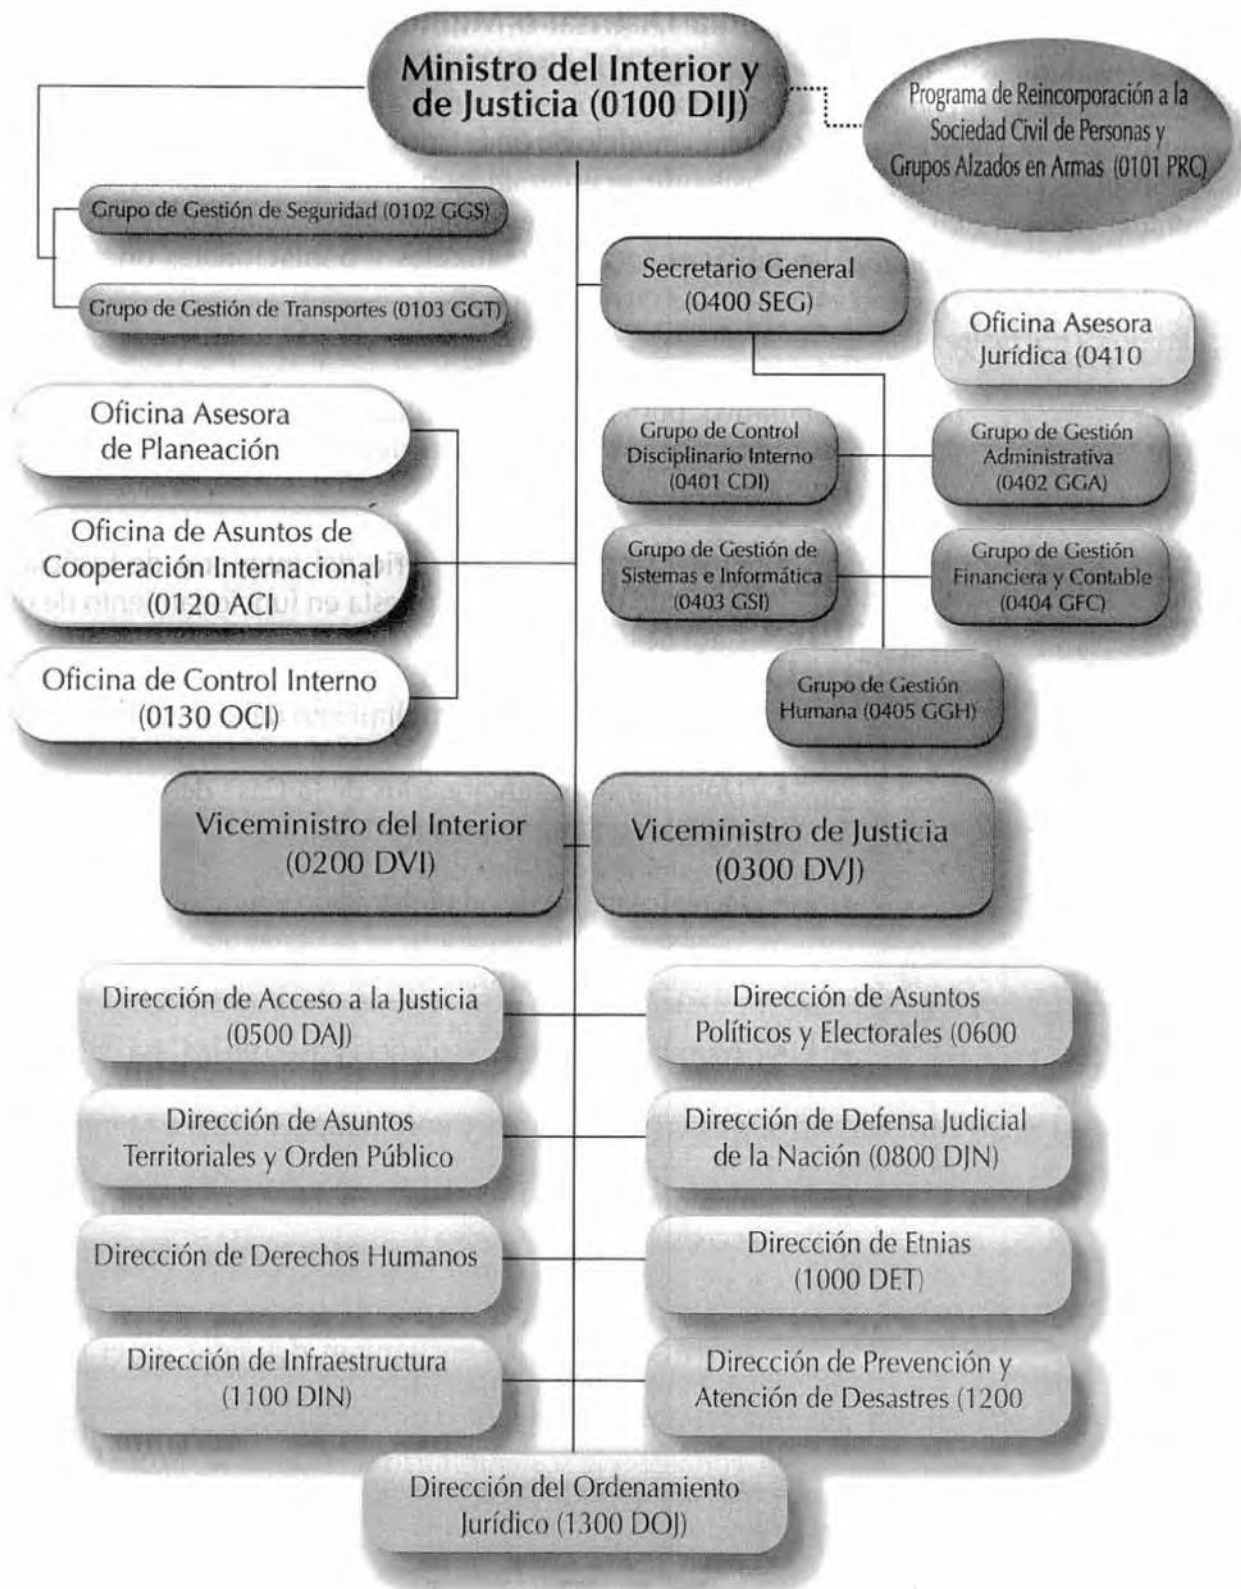 Ministro del Interior y
de Justicia (0100 DIJ)
Programa de Reincorporación a la
Sociedad Civil de Personas y
Grupos Alzados en Armas (0101 PRC)
Grupo de Gestión de Seguridad (0102 GGS)
Grupo de Gestión de Transportes (0103 GGT)
Secretario General
(0400 SEG)
Oficina Asesora
Jurídica (0410
Oficina Asesora
de Planeación
Oficina de Asuntos de
Cooperación Internacional
(0120 ACI
Oficina de Control Interno
(0130 OCI)
Grupo de Control
Disciplinario Interno
(0401 CDI)
Grupo de Gestión
Administrativa
(0402 GGA)
Grupo de Gestión de
Sistemas e Informática
(0403 GSI)
Grupo de Gestión
Financiera y Contable
(0404 GFC)
Grupo de Gestión
Humana (0405 GGH)
Viceministro del Interior
(0200 DVI)
Viceministro de Justicia
(0300 DVJ)
Dirección de Acceso a la Justicia
(0500 DAJ)
Dirección de Asuntos
Políticos y Electorales (0600
Dirección de Asuntos
Territoriales y Orden Público
Dirección de Defensa Judicial
de la Nación (0800 DJN)
Dirección de Derechos Humanos
Dirección de Etnias
(1000 DET)
Dirección de Infraestructura
(1100 DIN)
Dirección de Prevención y
Atención de Desastres (1200
Dirección del Ordenamiento
Jurídico (1300 DOJ)